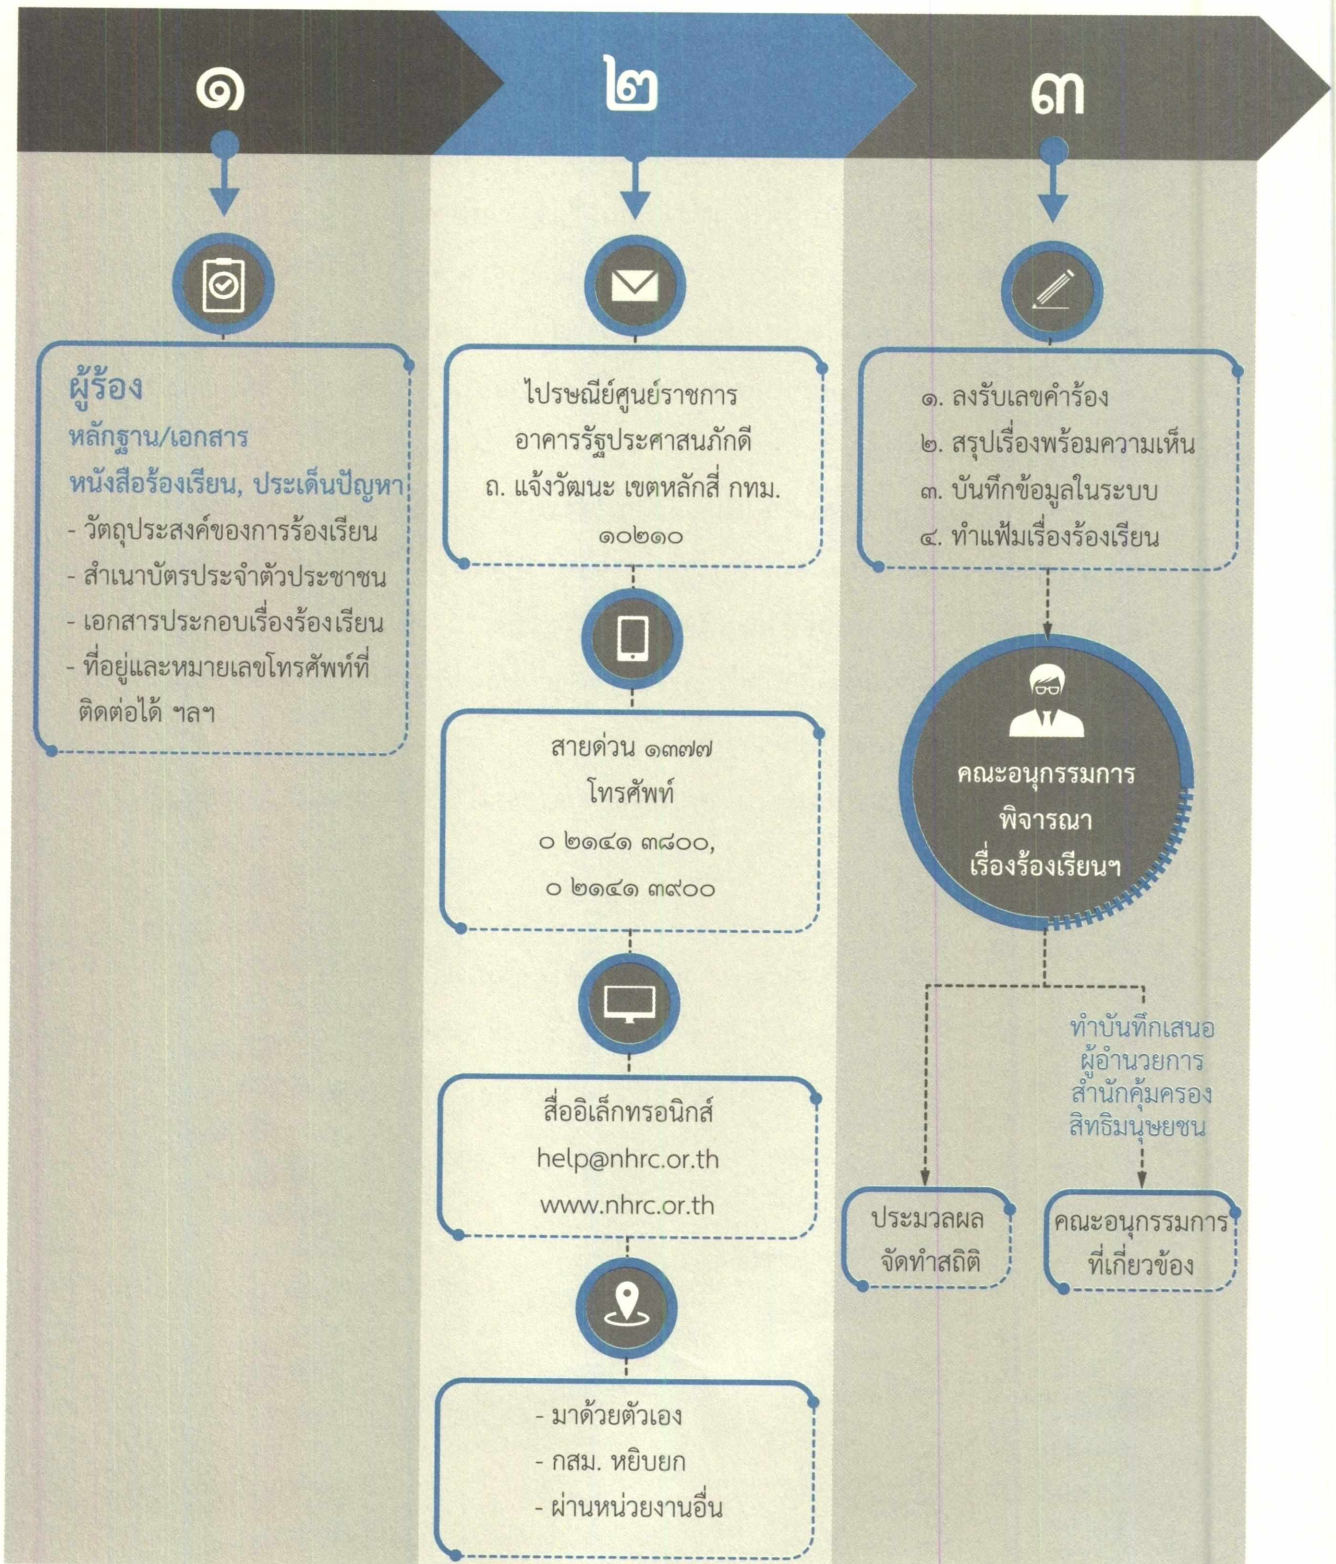 ๑
๒
๓
ผู้ร้อง
หลักฐาน/เอกสาร
หนังสือร้องเรียน, ประเด็นปัญหา
- วัตถุประสงค์ของการร้องเรียน
- สำเนาบัตรประจำตัวประชาชน
- เอกสารประกอบเรื่องร้องเรียน
- ที่อยู่และหมายเลขโทรศัพท์ที่
ติดต่อได้ ฯลฯ
ไปรษณีย์ศูนย์ราชการ
อาคารรัฐประศาสนภักดี
ถ. แจ้งวัฒนะ เขตหลักสี่ กทม.
๑๐๒๑๐
สายด่วน ๑๓๗๗
โทรศัพท์
๐ ๒๑๔๑ ๓๘๐๐,
๐ ๒๑๔๑ ๓๙๐๐
สื่ออิเล็กทรอนิกส์
help@nhrc.or.th
www.nhrc.or.th
- มาด้วยตัวเอง
- กสม. หยิบยก
- ผ่านหน่วยงานอื่น
๑. ลงรับเลขคำร้อง
๒. สรุปเรื่องพร้อมความเห็น
๓. บันทึกข้อมูลในระบบ
๔. ทำแฟ้มเรื่องร้องเรียน
คณะอนุกรรมการ
พิจารณา
เรื่องร้องเรียนฯ
ทำบันทึกเสนอ
ผู้อำนวยการ
สำนักคุ้มครอง
สิทธิมนุษยชน
ประมวลผล
จัดทำสถิติ
คณะอนุกรรมการ
ที่เกี่ยวข้อง